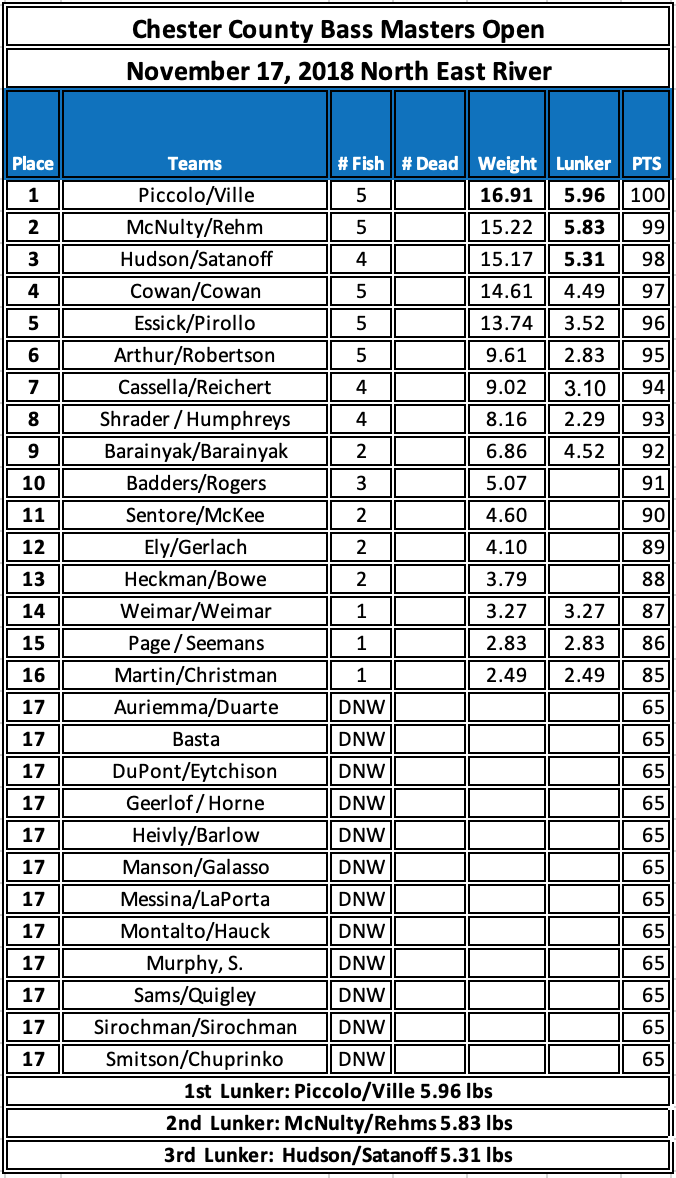 Chester County Bass Masters Open
November 17, 2018 North East River
Place Teams # Fish # Dead Weight Lunker PTS
1 Piccolo/Ville 5 16.91 5.96 100
2 McNulty/Rehm 5 15.22 5.83 99
3 Hudson/Satanoff 4 15.17 5.31 98
4 Cowan/Cowan 5 14.61 4.49 97
5 Essick/Pirollo 5 13.74 3.52 96
6 Arthur/Robertson 5 9.61 2.83 95
7 Cassella/Reichert 4 9.02 3.10 94
8 Shrader / Humphreys 4 8.16 2.29 93
9 Barainyak/Barainyak 2 6.86 4.52 92
10 Badders/Rogers 3 5.07 91
11 Sentore/McKee 2 4.60 90
12 Ely/Gerlach 2 4.10 89
13 Heckman/Bowe 2 3.79 88
14 Weimar/Weimar 1 3.27 3.27 87
15 Page / Seemans 1 2.83 2.83 86
16 Martin/Christman 1 2.49 2.49 85
17 Auriemma/Duarte DNW 65
17 Basta DNW 65
17 DuPont/Eytchison DNW 65
17 Geerlof / Horne DNW 65
17 Heivly/Barlow DNW 65
17 Manson/Galasso DNW 65
17 Messina/LaPorta DNW 65
17 Montalto/Hauck DNW 65
17 Murphy, S. DNW 65
17 Sams/Quigley DNW 65
17 Sirochman/Sirochman DNW 65
17 Smitson/Chuprinko DNW 65
1st Lunker: Piccolo/Ville 5.96 lbs
2nd Lunker: McNulty/Rehms 5.83 lbs
3rd Lunker: Hudson/Satanoff 5.31 lbs